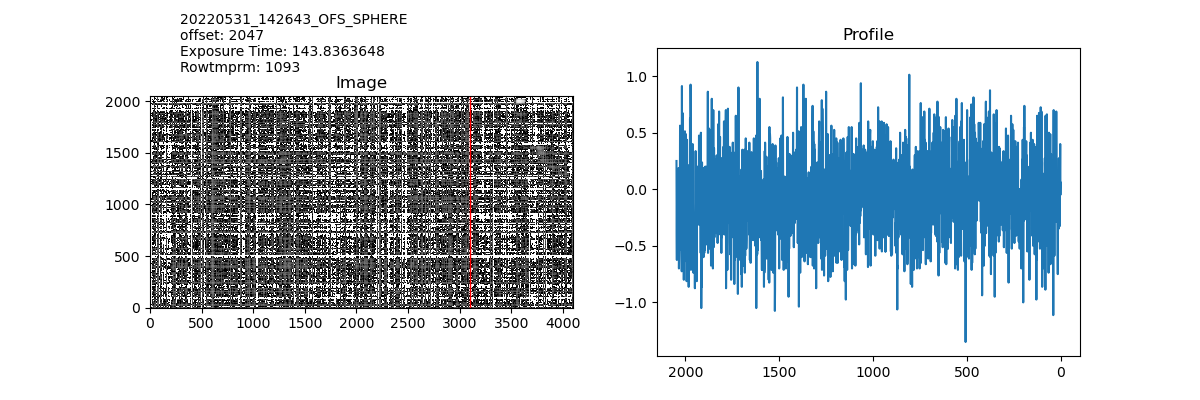 20220531_142643_OFS_SPHERE
offset: 2047
Exposure Time: 143.8363648
Rowtmprm: 1093
Image
2000
1500
1000
500
0
0 500 1000 1500 2000 2500 3000 3500 4000
Profile
1.0
0.5
0.0
−0.5
−1.0
2000 1500 1000 500 0